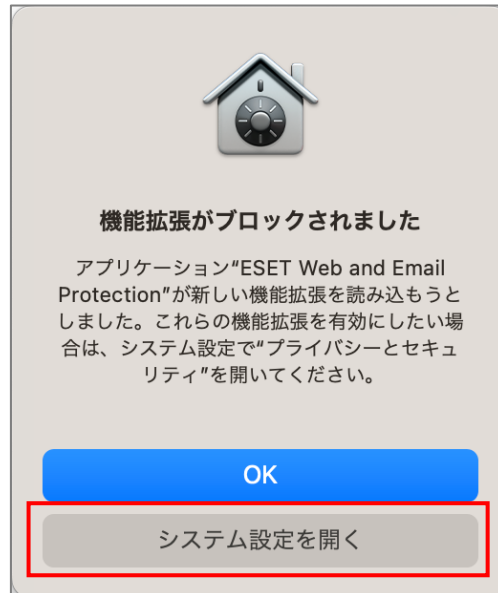 機能拡張がブロックされました
アプリケーション“ESET Web and Email
Protection”が新しい機能拡張を読み込もうと
しました。これらの機能拡張を有効にしたい場
合は、システム設定で“プライバシーとセキュ
リティ”を開いてください。
OK
システム設定を開く